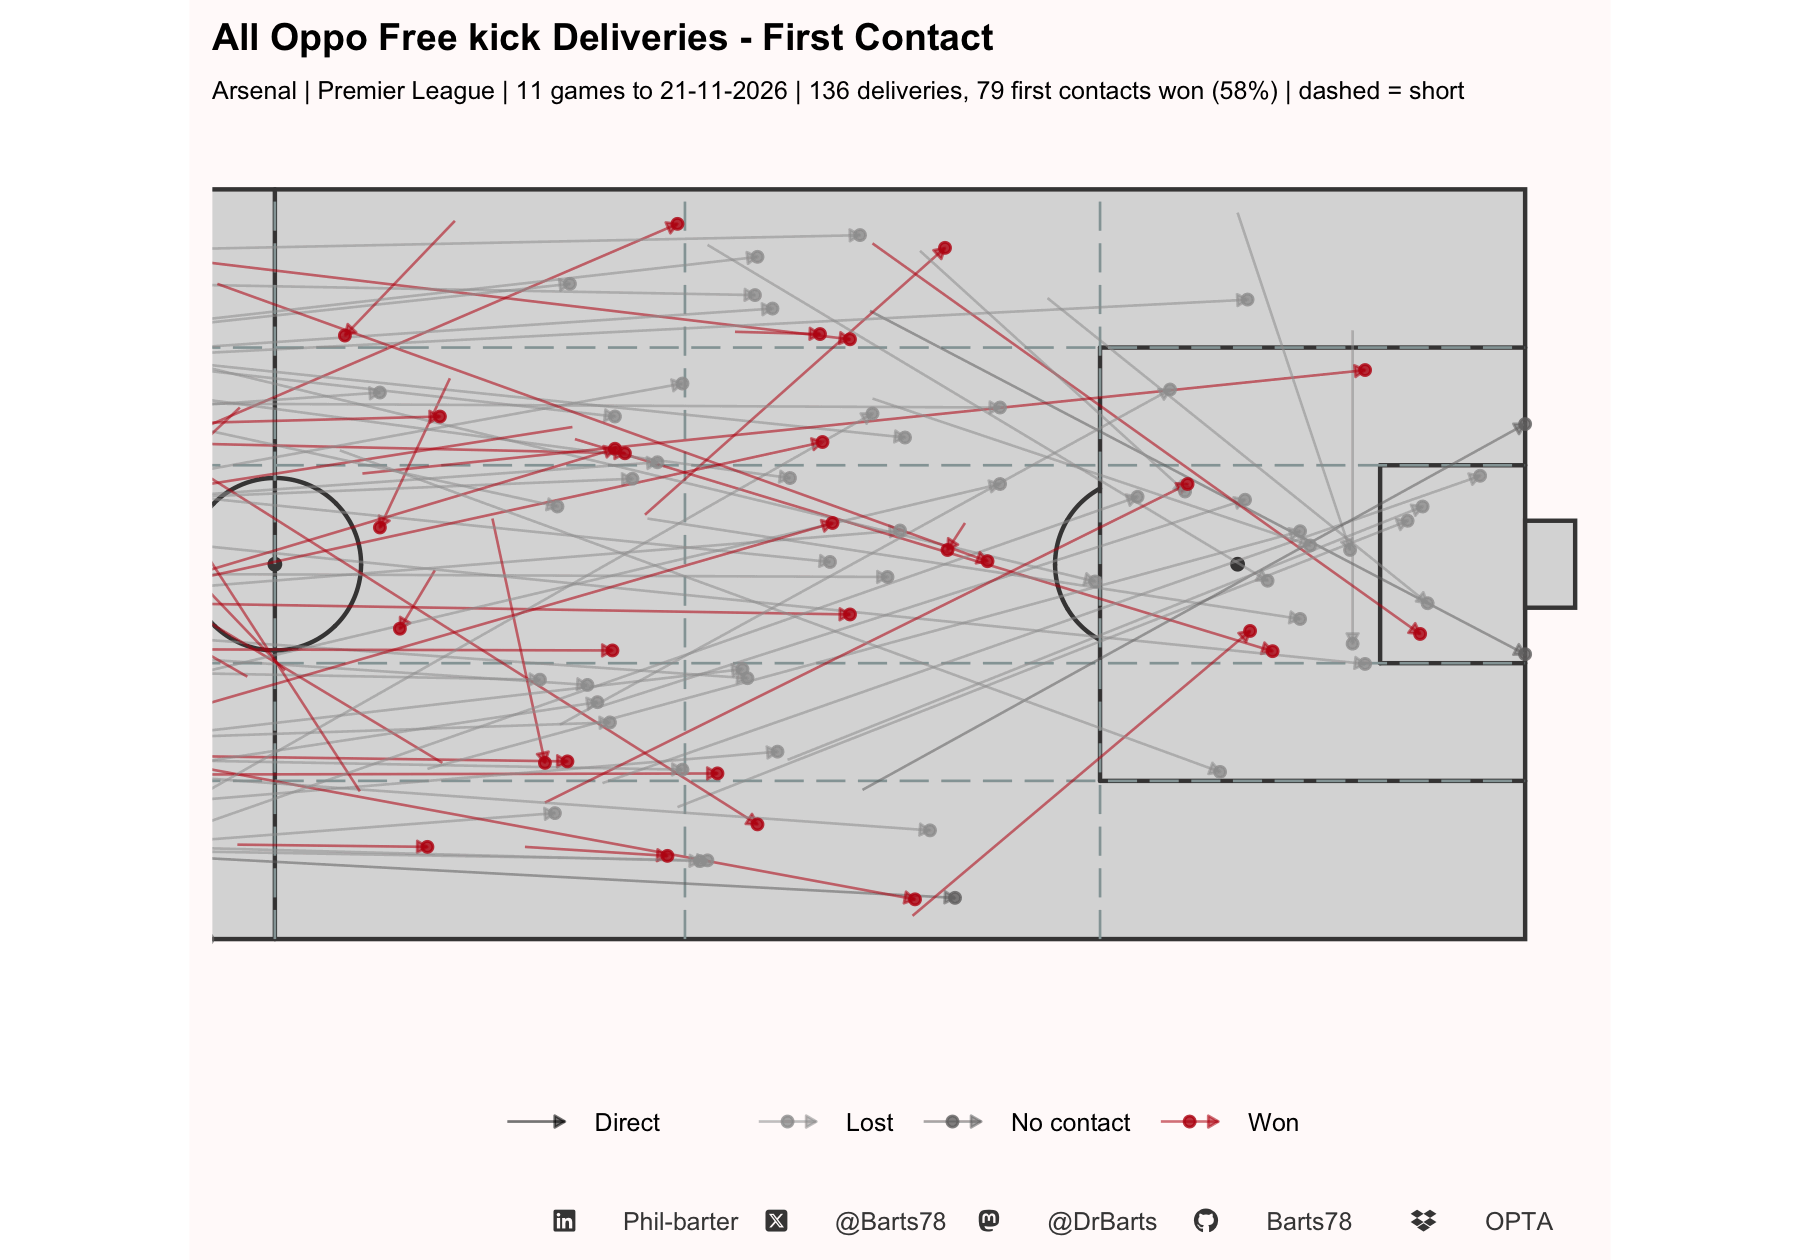 All Oppo Free kick Deliveries - First Contact
Arsenal | Premier League | 11 games to 21-11-2026 | 136 deliveries, 79 first contacts won (58%) | dashed = short
Direct Lost No contact Won
Phil-barter @Barts78 @DrBarts Barts78 OPTA